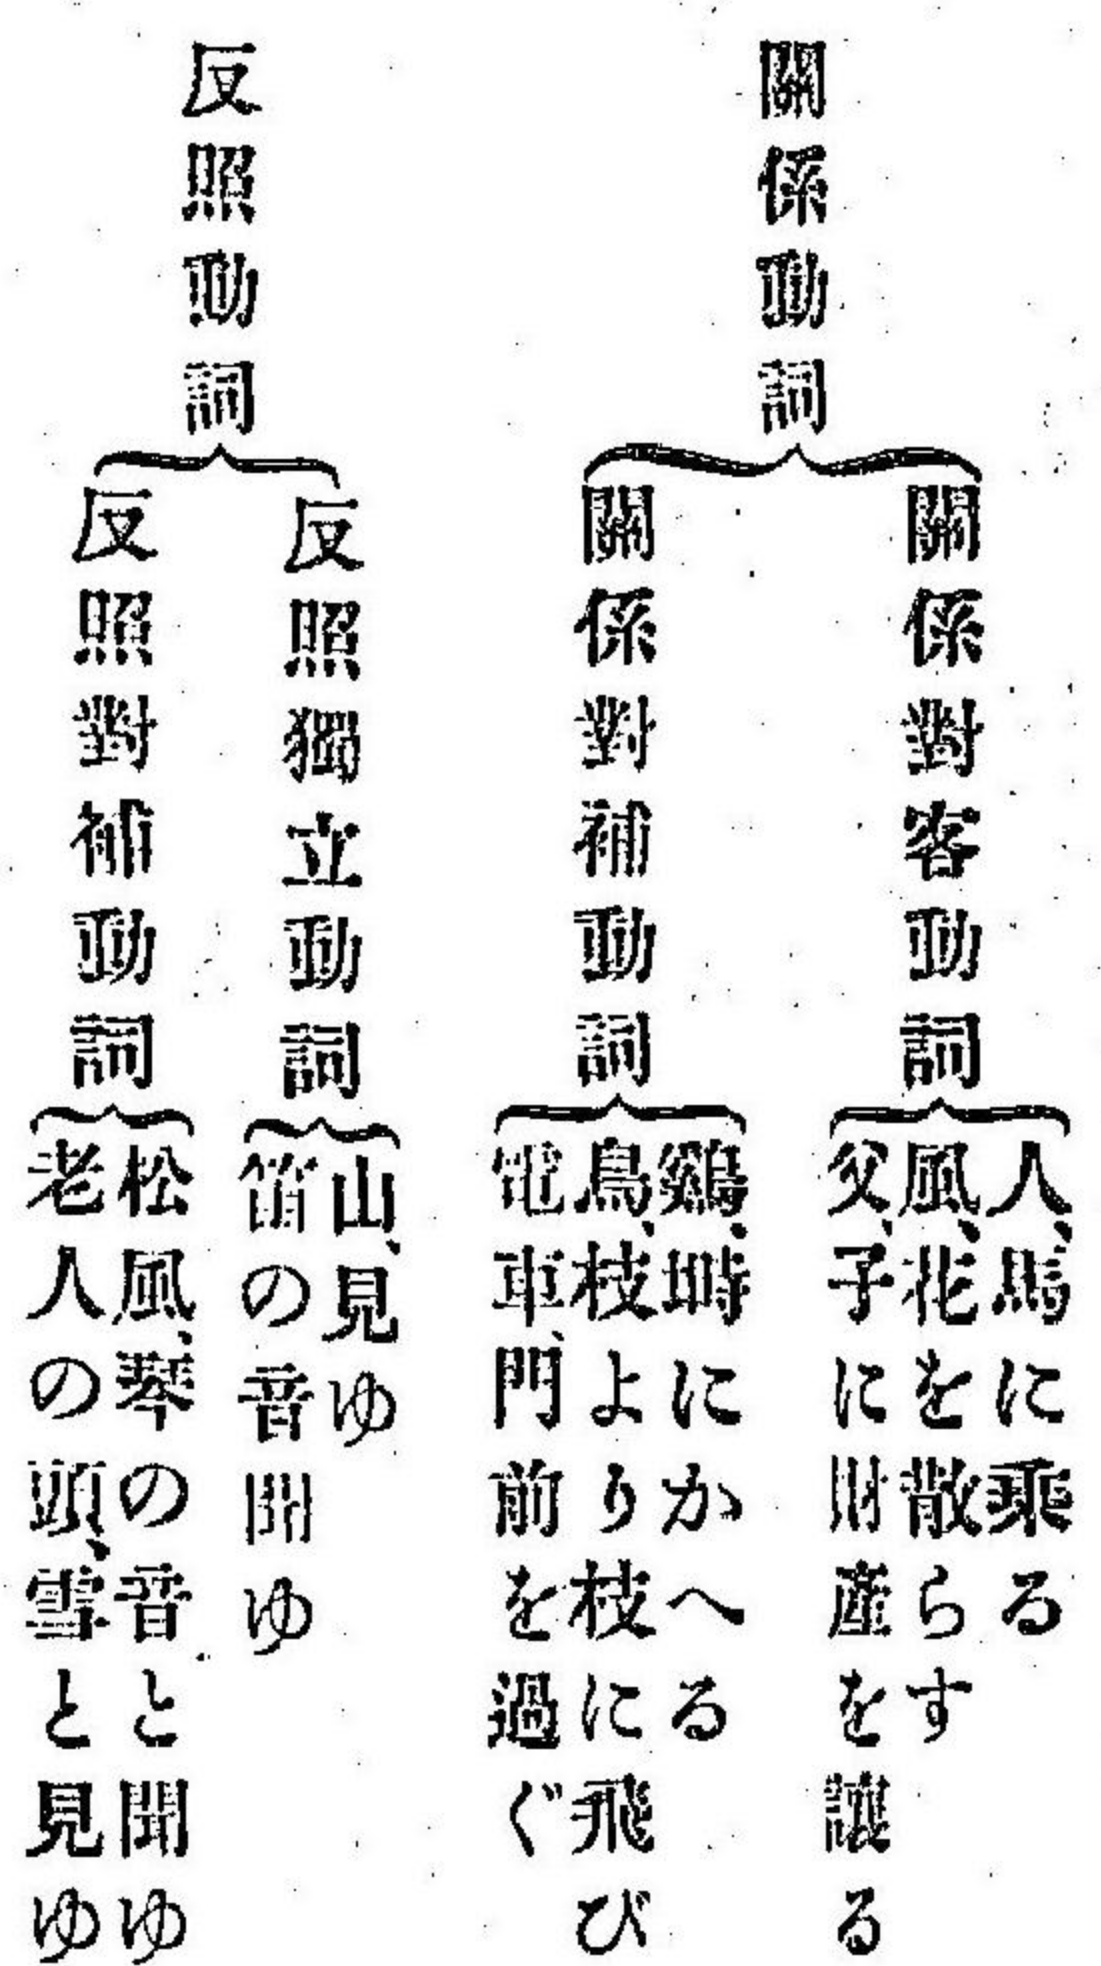 關係動詞
關係對客動詞
人、馬に乘る
風、花を散らす
父、子に財產を讓る
關係對補動詞
鷄、塒にかへる
鳥、枝より枝に飛び
電車、門前を過ぐ
反照動詞
反照獨立動詞
山、見ゆ
笛の音聞ゆ
反照對補動詞
松風、琴の音と聞ゆ
老人の頭、雪と見ゆ